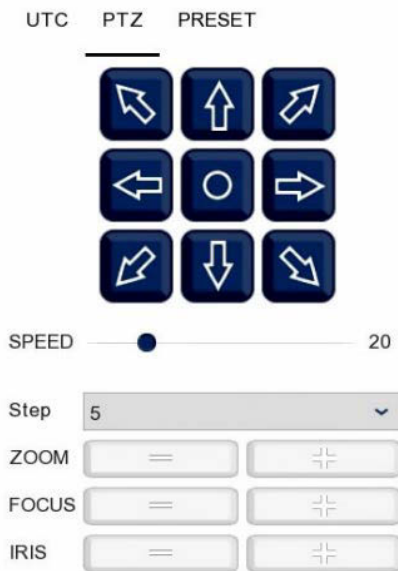 UTC PTZ PRESET
SPEED 20
Step 5
ZOOM
FOCUS
IRIS